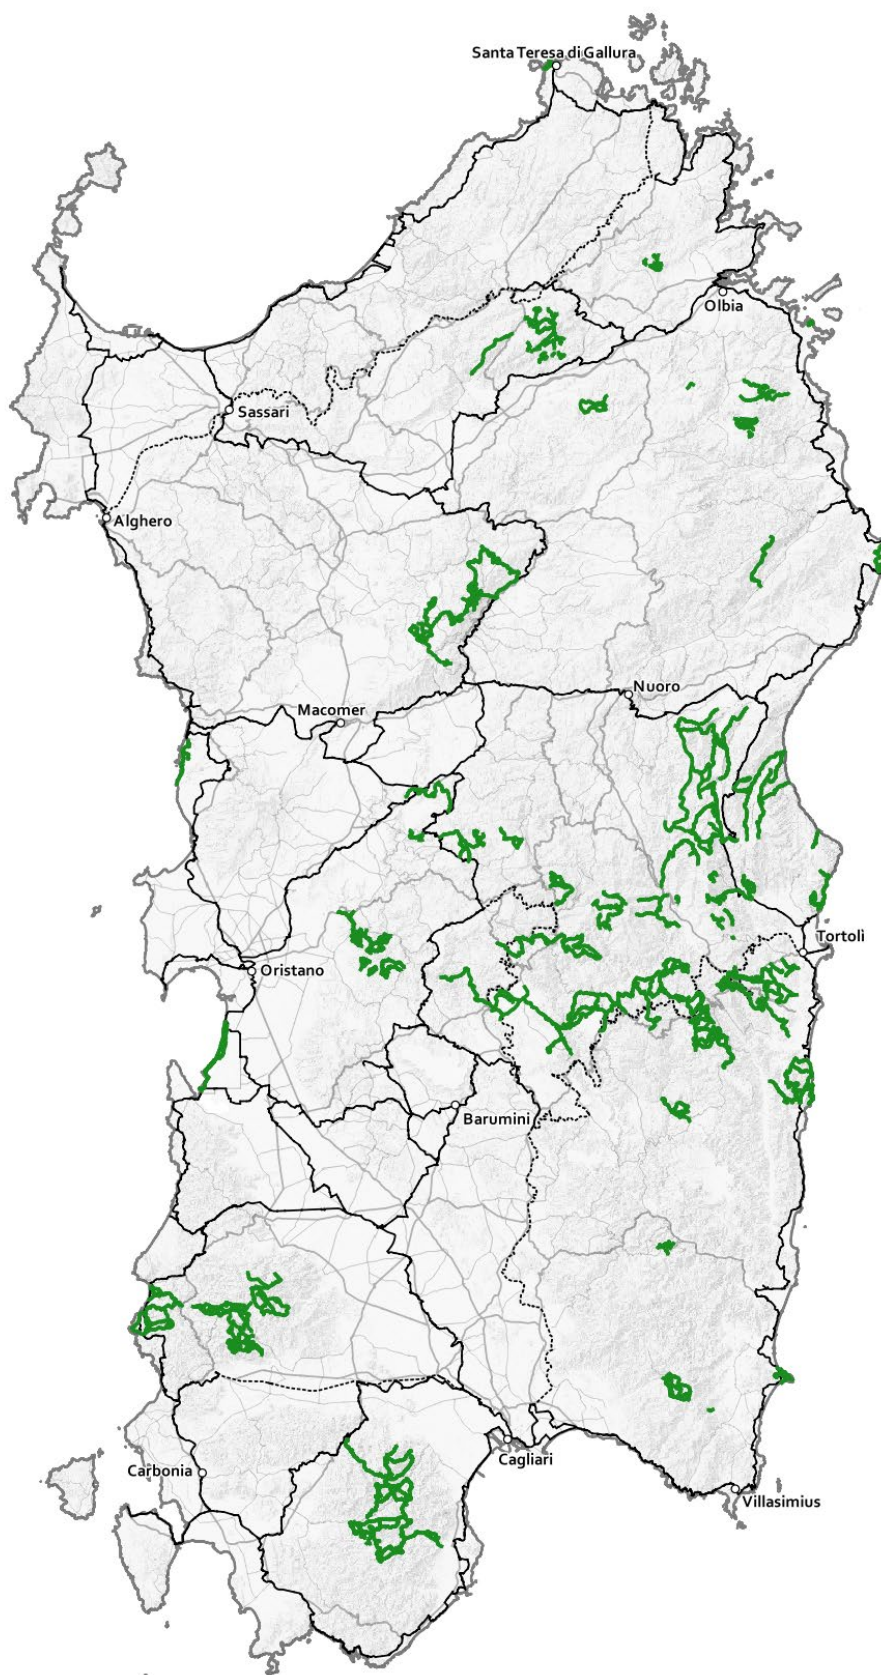 Santa Teresa di Gallura
Olbia
Sassari
Alghero
Nuoro
Macomer
Tortolì
Oristano
Barumini
Cagliari
Carbonia
Villasimius